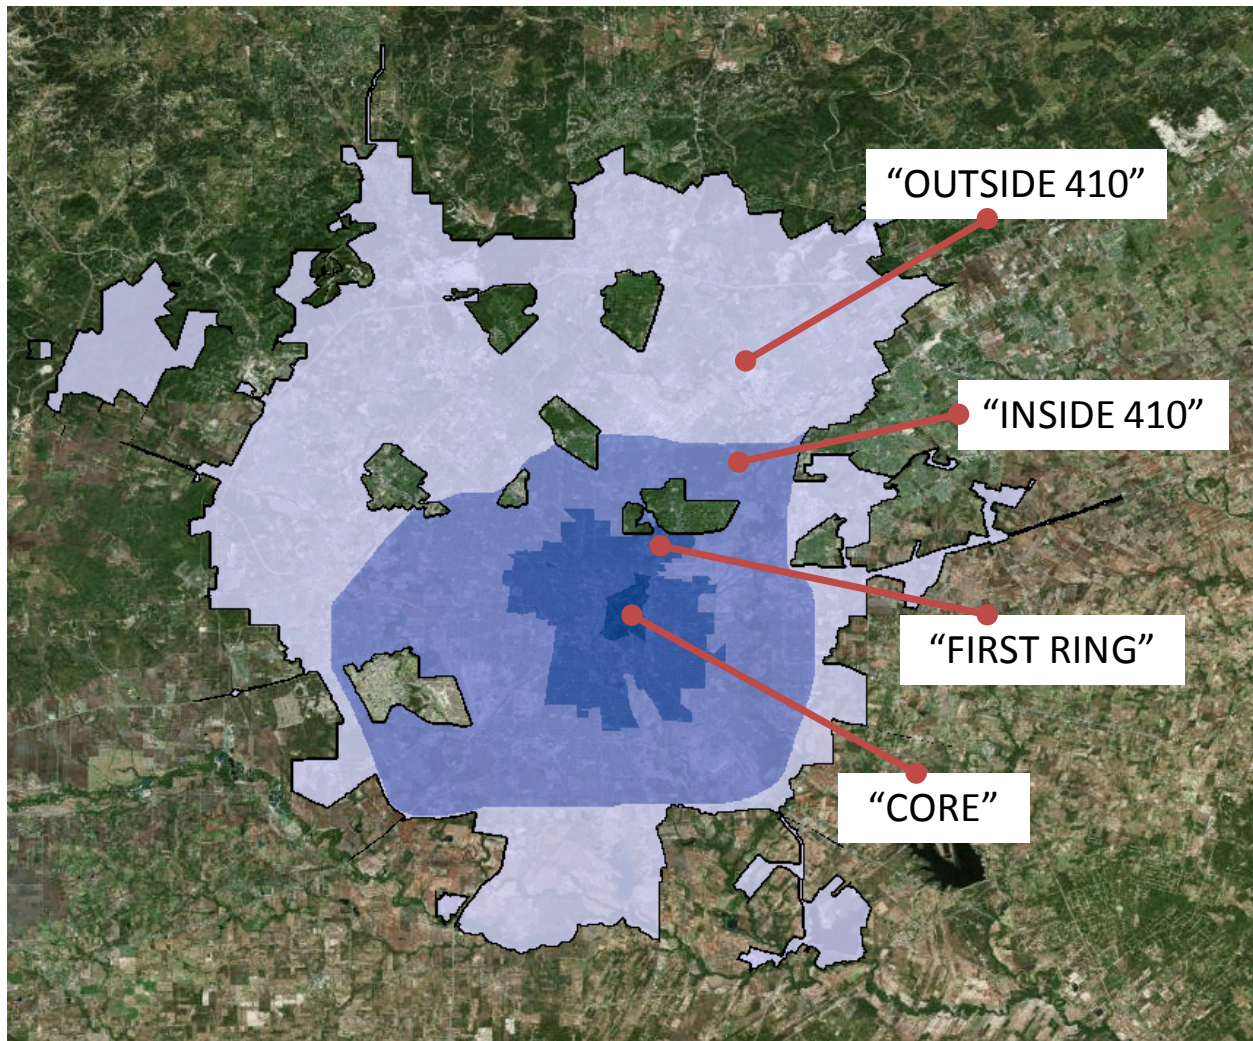 “OUTSIDE 410”
“INSIDE 410”
“FIRST RING”
“CORE”